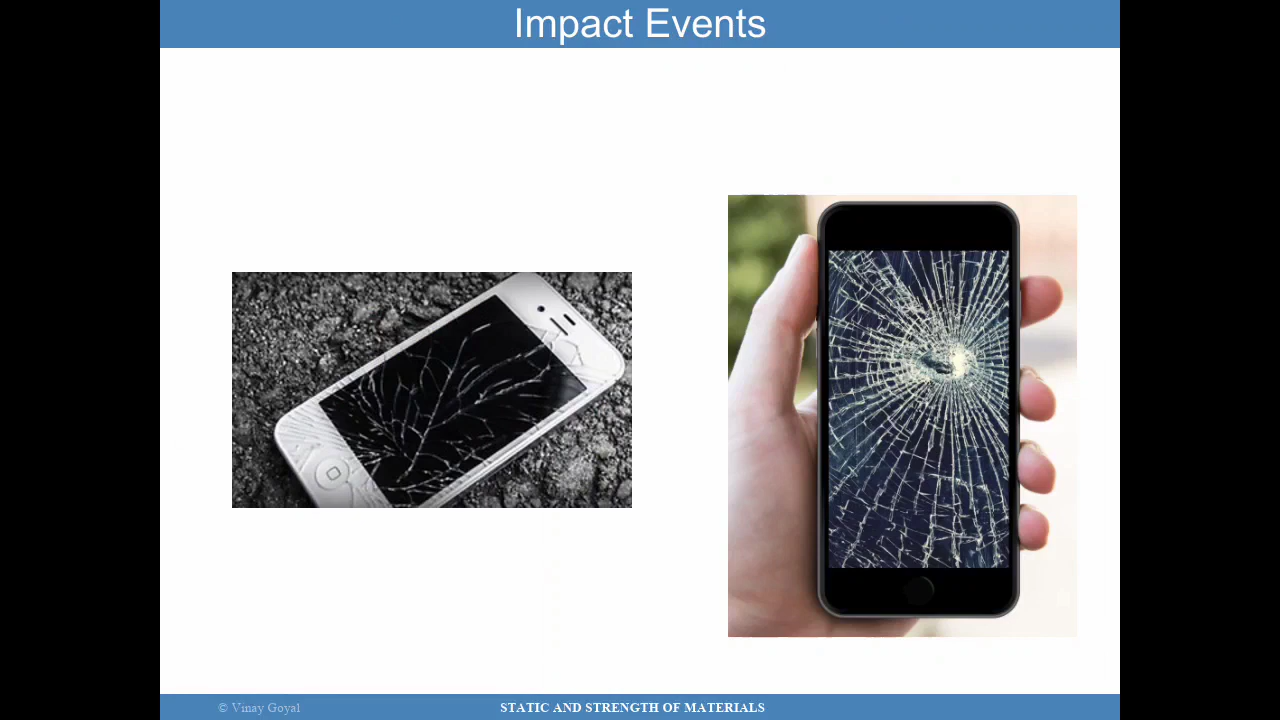 Impact Events
© Vinay Goyal
STATIC AND STRENGTH OF MATERIALS